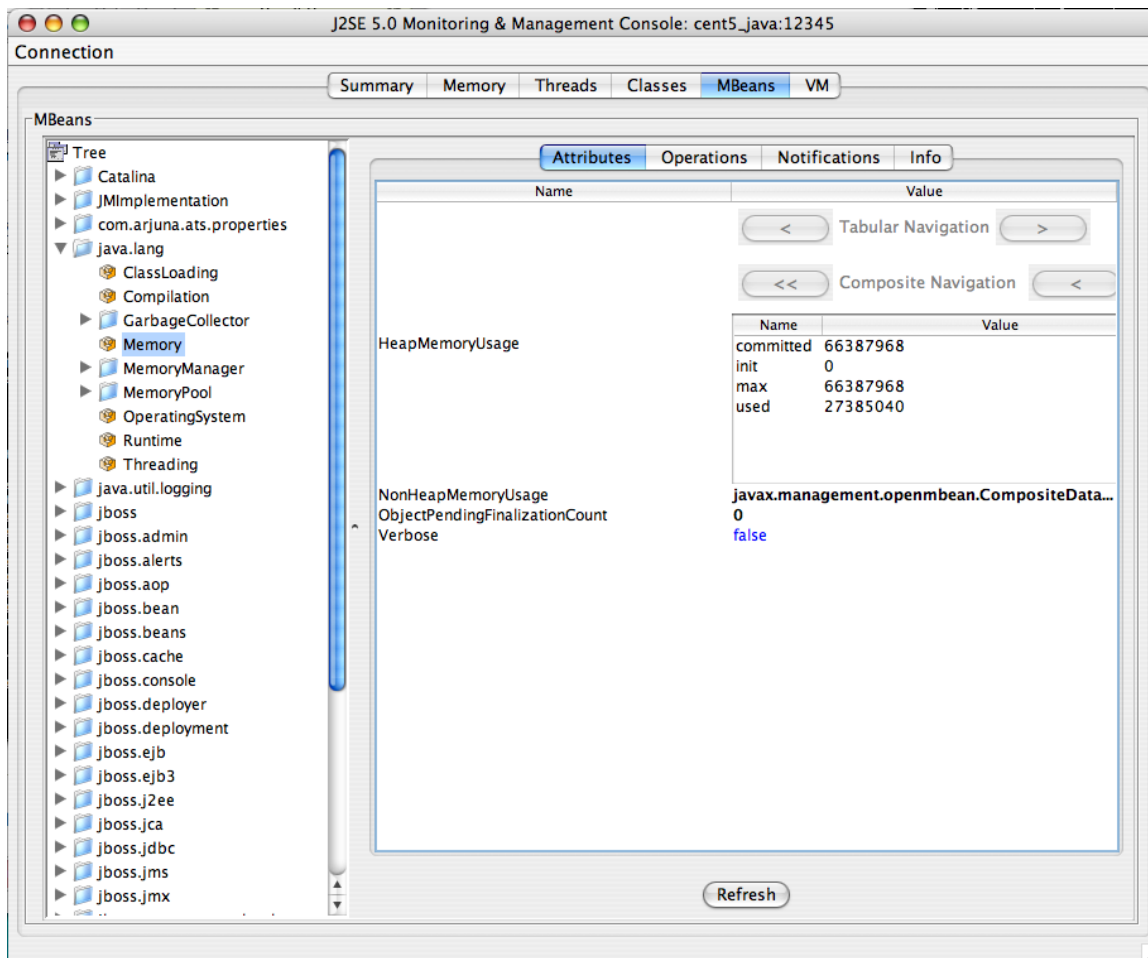 J2SE 5.0 Monitoring & Management Console: cent5_java:12345
Connection
Summary Memory Threads Classes MBeans VM
MBeans
Tree
Catalina
JMImplementation
com.arjuna.ats.properties
java.lang
ClassLoading
Compilation
GarbageCollector
Memory
MemoryManager
MemoryPool
OperatingSystem
Runtime
Threading
java.util.logging
jboss
jboss.admin
jboss.alerts
jboss.aop
jboss.bean
jboss.beans
jboss.cache
jboss.console
jboss.deployer
jboss.deployment
jboss.ejb
jboss.ejb3
jboss.j2ee
jboss.jca
jboss.jdbc
jboss.jms
jboss.jmx
Attributes Operations Notifications Info
Name Value
< Tabular Navigation >
<< Composite Navigation <
HeapMemoryUsage
Name Value
committed 66387968
init 0
max 66387968
used 27385040
NonHeapMemoryUsage javax.management.openmbean.CompositeData...
ObjectPendingFinalizationCount 0
Verbose false
Refresh